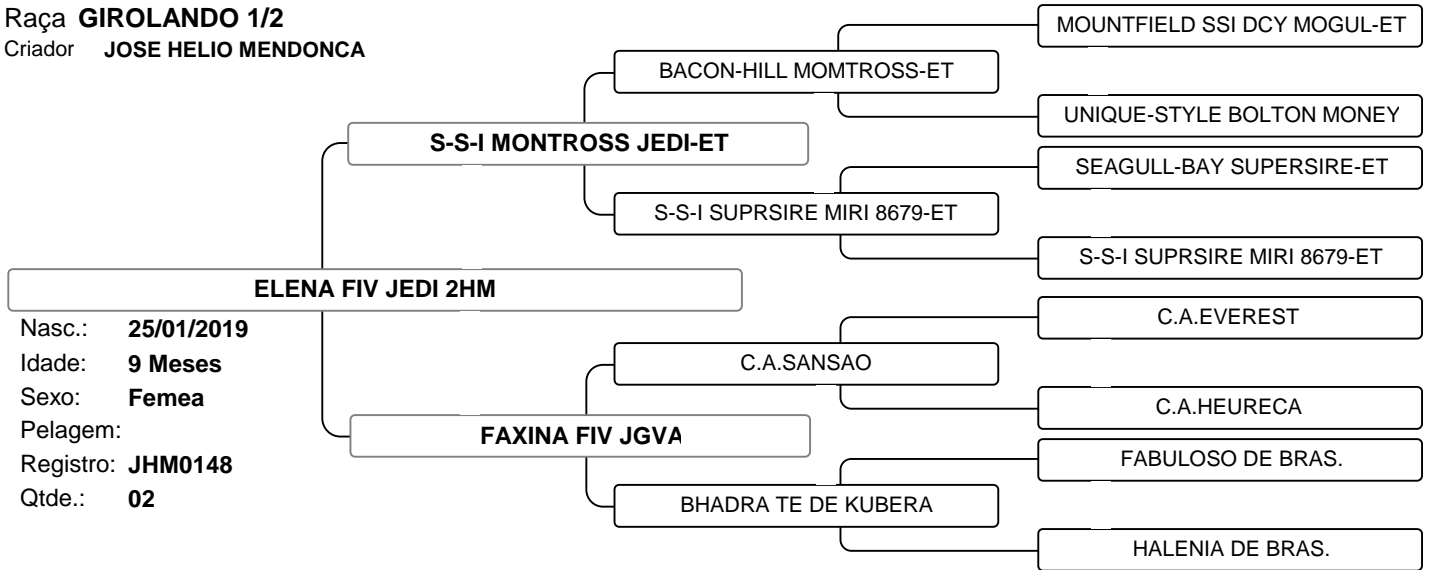 Raça GIROLANDO 1/2
Criador JOSE HELIO MENDONCA
MOUNTFIELD SSI DCY MOGUL-ET
BACON-HILL MOMTROSS-ET
UNIQUE-STYLE BOLTON MONEY
S-S-I MONTROSS JEDI-ET
SEAGULL-BAY SUPERSIRE-ET
S-S-I SUPRSIRE MIRI 8679-ET
S-S-I SUPRSIRE MIRI 8679-ET
ELENA FIV JEDI 2HM
Nasc.: 25/01/2019
Idade: 9 Meses
Sexo: Femea
Pelagem:
Registro: JHM0148
Qtde.: 02
C.A.EVEREST
C.A.SANSAO
C.A.HEURECA
FAXINA FIV JGVA
FABULOSO DE BRAS.
BHADRA TE DE KUBERA
HALENIA DE BRAS.